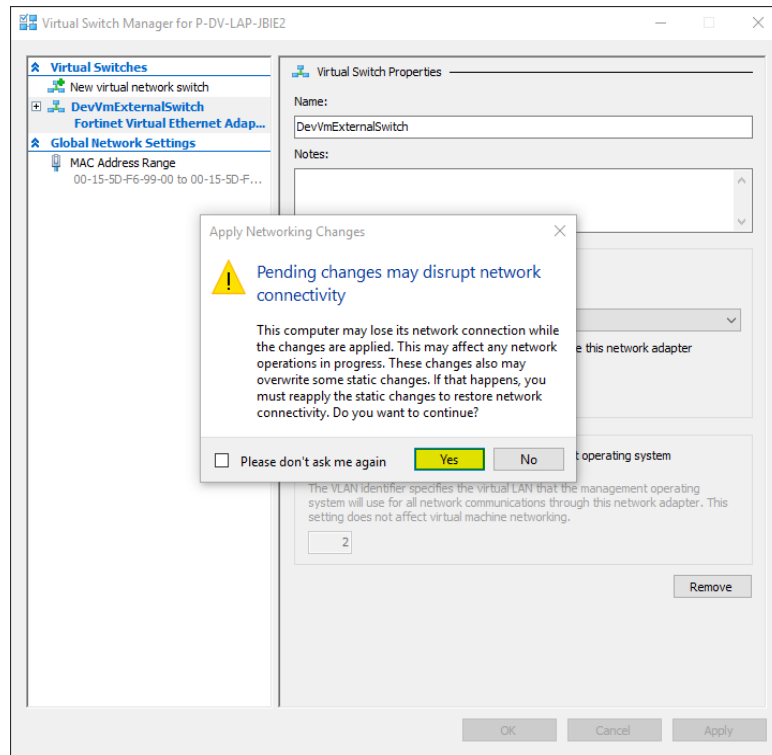 Virtual Switch Manager for P-DV-LAP-JBIE2
Virtual Switches
New virtual network switch
DevVmExternalSwitch
Fortinet Virtual Ethernet Adap...
Global Network Settings
MAC Address Range
00-15-5D-F6-99-00 to 00-15-5D-F...
Virtual Switch Properties
Name:
DevVmExternalSwitch
Notes:
Apply Networking Changes
Pending changes may disrupt network
connectivity
This computer may lose its network connection while
the changes are applied. This may affect any network
operations in progress. These changes also may
overwrite some static changes. If that happens, you
must reapply the static changes to restore network
connectivity. Do you want to continue?
Please don't ask me again
Yes
No
this network adapter
operating system
The VLAN identifier specifies the virtual LAN that the management operating
system will use for all network communications through this network adapter. This
setting does not affect virtual machine networking.
2
Remove
OK
Cancel
Apply